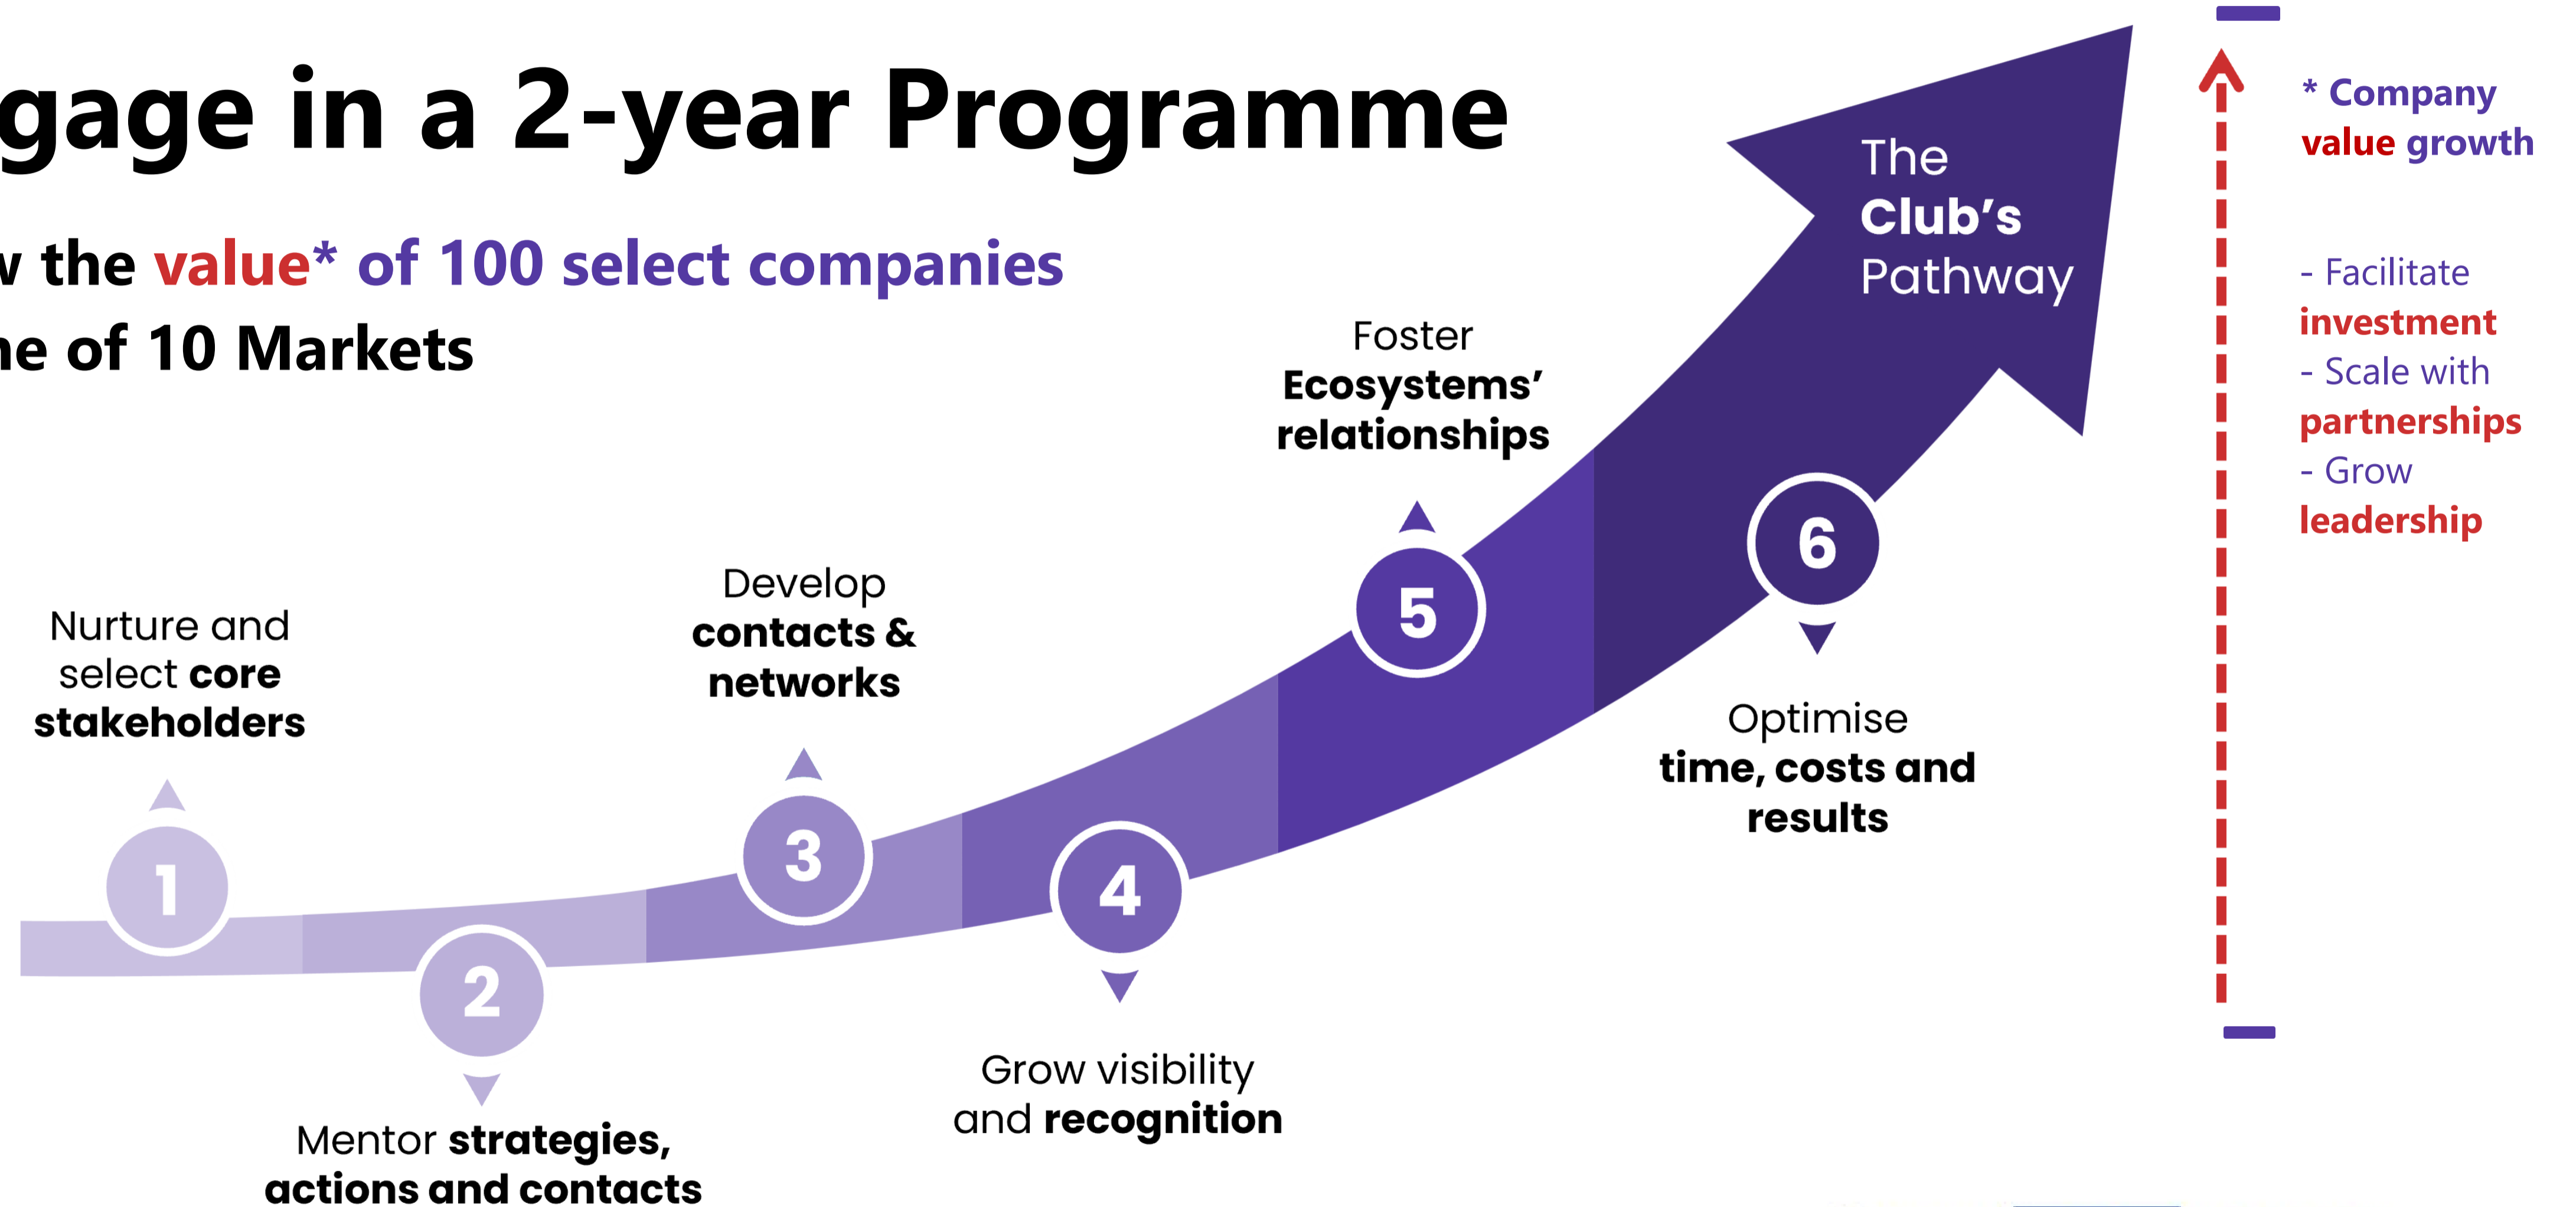 gage in a 2-year Programme
w the value* of 100 select companies
ne of 10 Markets
The
Club's
Pathway
* Company
value growth
- Facilitate
investment
- Scale with
partnerships
- Grow
leadership
Nurture and
select core
stakeholders
1
2
Mentor strategies,
actions and contacts
Develop
contacts &
networks
3
4
Grow visibility
and recognition
Foster
Ecosystems'
relationships
5
6
Optimise
time, costs and
results